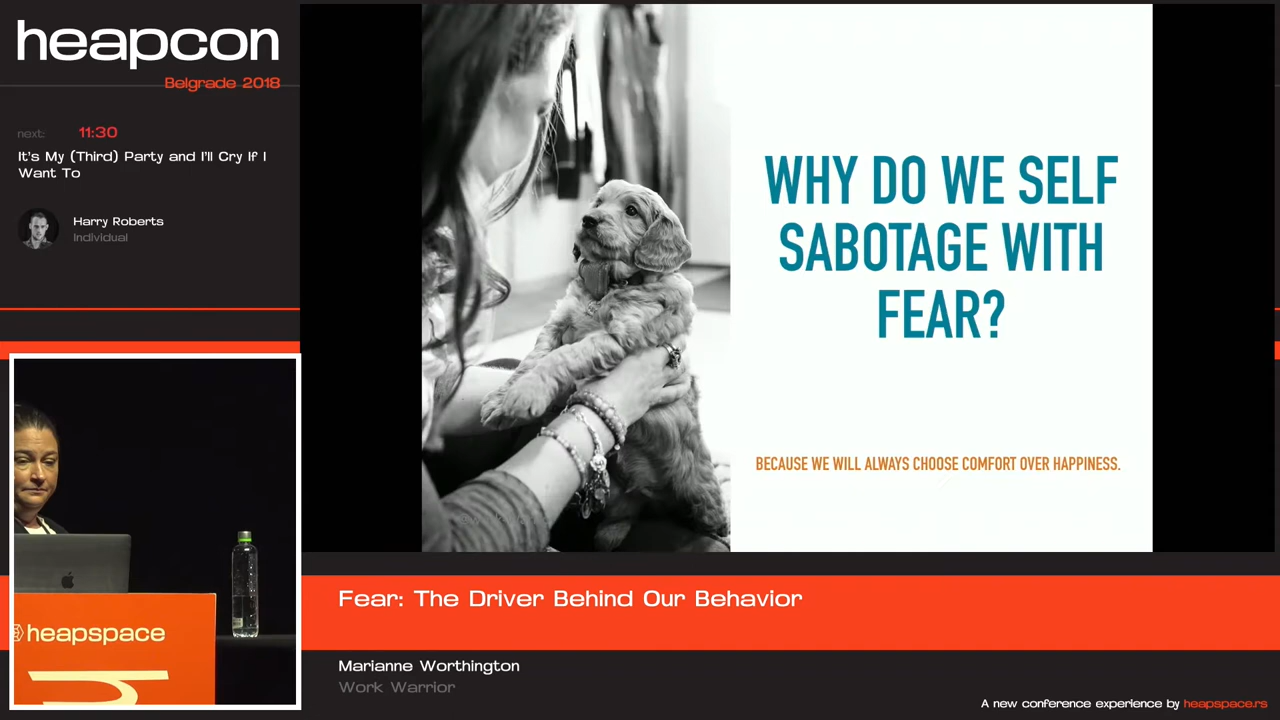 heapcon
Belgrade 2018
next: 11:30
It's My (Third) Party and I'll Cry If I
Want To
Harry Roberts
Individual
WHY DO WE SELF
SABOTAGE WITH
FEAR?
BECAUSE WE WILL ALWAYS CHOOSE COMFORT OVER HAPPINESS.
heapspace
Fear: The Driver Behind Our Behavior
Marianne Worthington
Work Warrior
A new conference experience by heapspace.rs